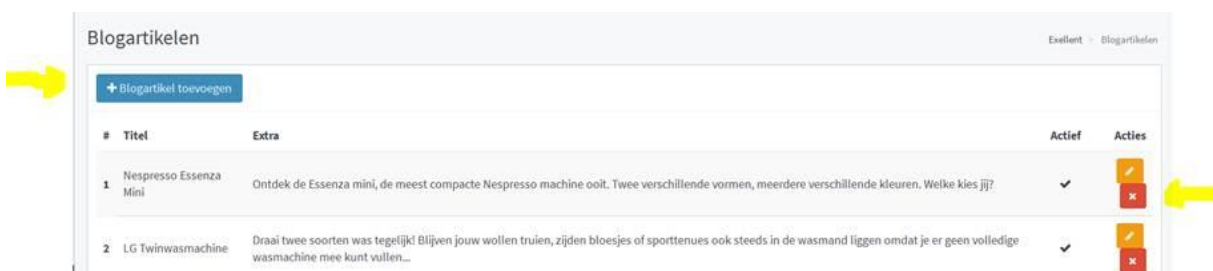 Blogartikelen
Exellent > Blogartikelen
+ Blogartikel toevoegen
# Titel Extra Actief Acties
1 Nespresso Essenza Mini Ontdek de Essenza mini, de meest compacte Nespresso machine ooit. Twee verschillende vormen, meerdere verschillende kleuren. Welke kies jij?
2 LG Twinwasmachine Draai twee soorten was tegelijk! Blijven jouw wollen truien, zijden bloesjes of sporttenues ook steeds in de wasmand liggen omdat je er geen volledige
wasmachine mee kunt vullen...